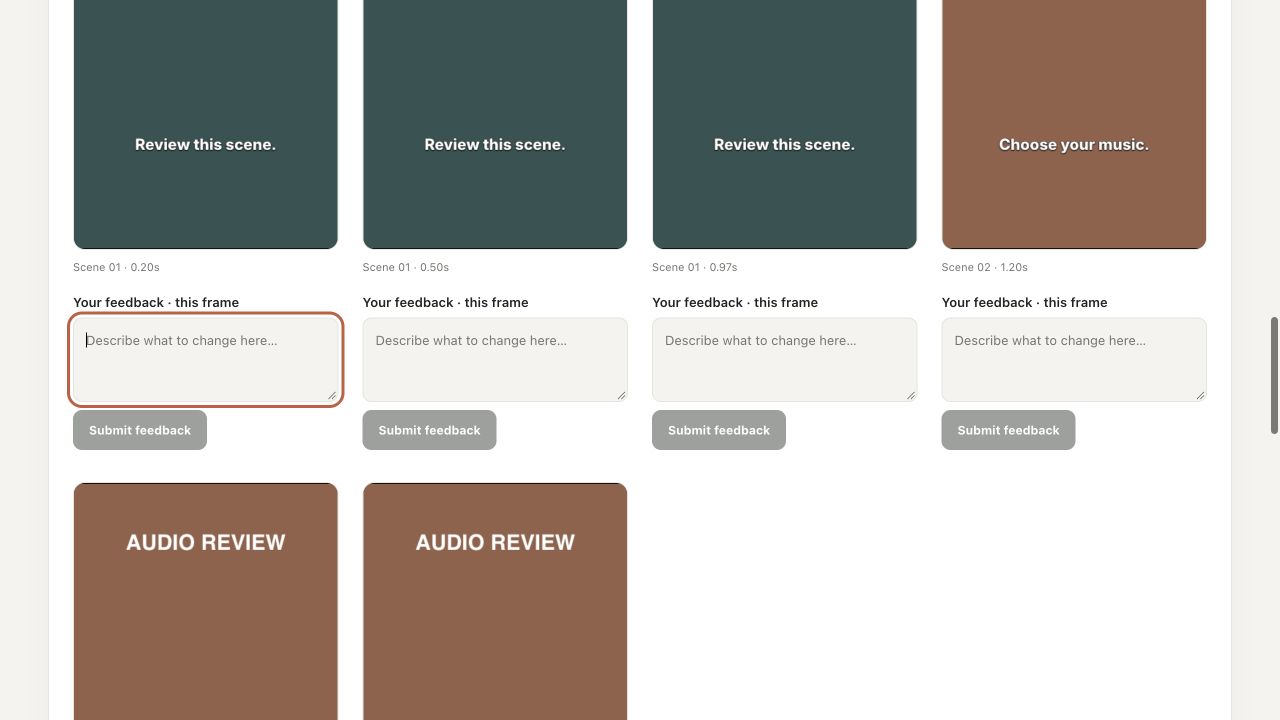 Review this scene.
Review this scene.
Review this scene.
Choose your music.
Scene 01 · 0.20s
Scene 01 · 0.50s
Scene 01 · 0.97s
Scene 02 · 1.20s
Your feedback · this frame
Your feedback · this frame
Your feedback · this frame
Your feedback · this frame
Describe what to change here...
Describe what to change here...
Describe what to change here...
Describe what to change here...
Submit feedback
Submit feedback
Submit feedback
Submit feedback
AUDIO REVIEW
AUDIO REVIEW